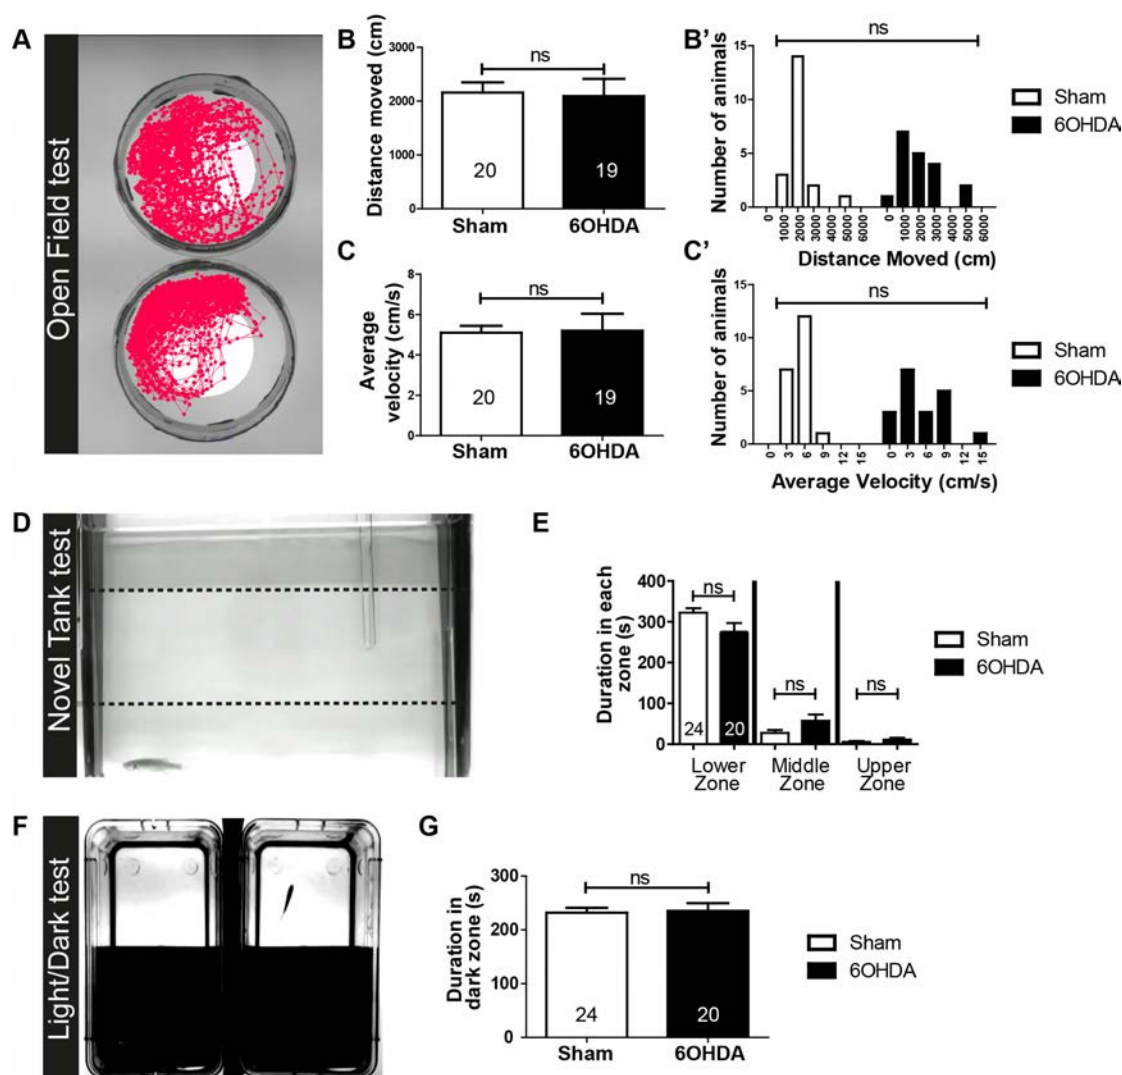 A
Open Field test
B
Distance moved (cm)
3000
2000
1000
0
ns
20
19
Sham
6OHDA
B'
Number of animals
15
10
5
0
ns
0
1000
2000
3000
4000
5000
6000
0
1000
2000
3000
4000
5000
6000
Distance Moved (cm)
Sham
6OHDA
C
Average
velocity (cm/s)
8
6
4
2
0
ns
20
19
Sham
6OHDA
C'
Number of animals
15
10
5
0
ns
0
3
6
9
12
15
0
3
6
9
12
15
Average Velocity (cm/s)
Sham
6OHDA
D
Novel Tank test
E
Duration in each
zone (s)
400
300
200
100
0
ns
ns
ns
24
20
Lower
Zone
Middle
Zone
Upper
Zone
Sham
6OHDA
F
Light/Dark test
G
Duration in
dark zone (s)
300
200
100
0
ns
24
20
Sham
6OHDA
Sham
6OHDA